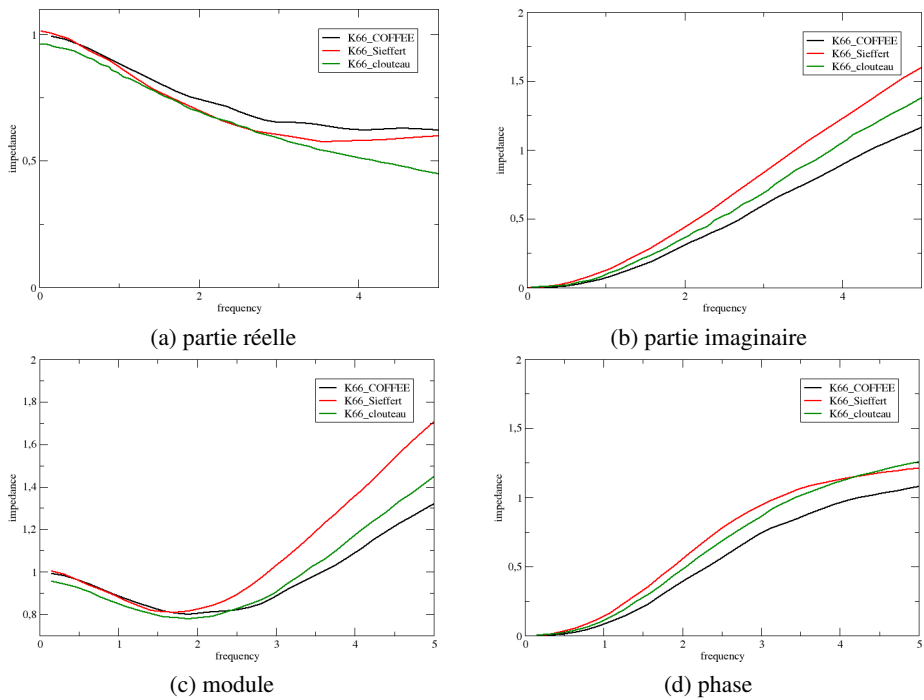 K66_COFFEE
K66_Sieffert
K66_clouteau
impedance
1
0,5
0
0
2
4
frequency
(a) partie réelle
K66_COFFEE
K66_Sieffert
K66_clouteau
impedance
2
1,5
1
0,5
0
0
2
4
frequency
(b) partie imaginaire
K66_COFFEE
K66_Sieffert
K66_clouteau
impedance
2
1,8
1,6
1,4
1,2
1
0,8
0
1
2
3
4
5
frequency
(c) module
K66_COFFEE
K66_Sieffert
K66_clouteau
impedance
2
1,5
1
0,5
0
0
1
2
3
4
5
frequency
(d) phase